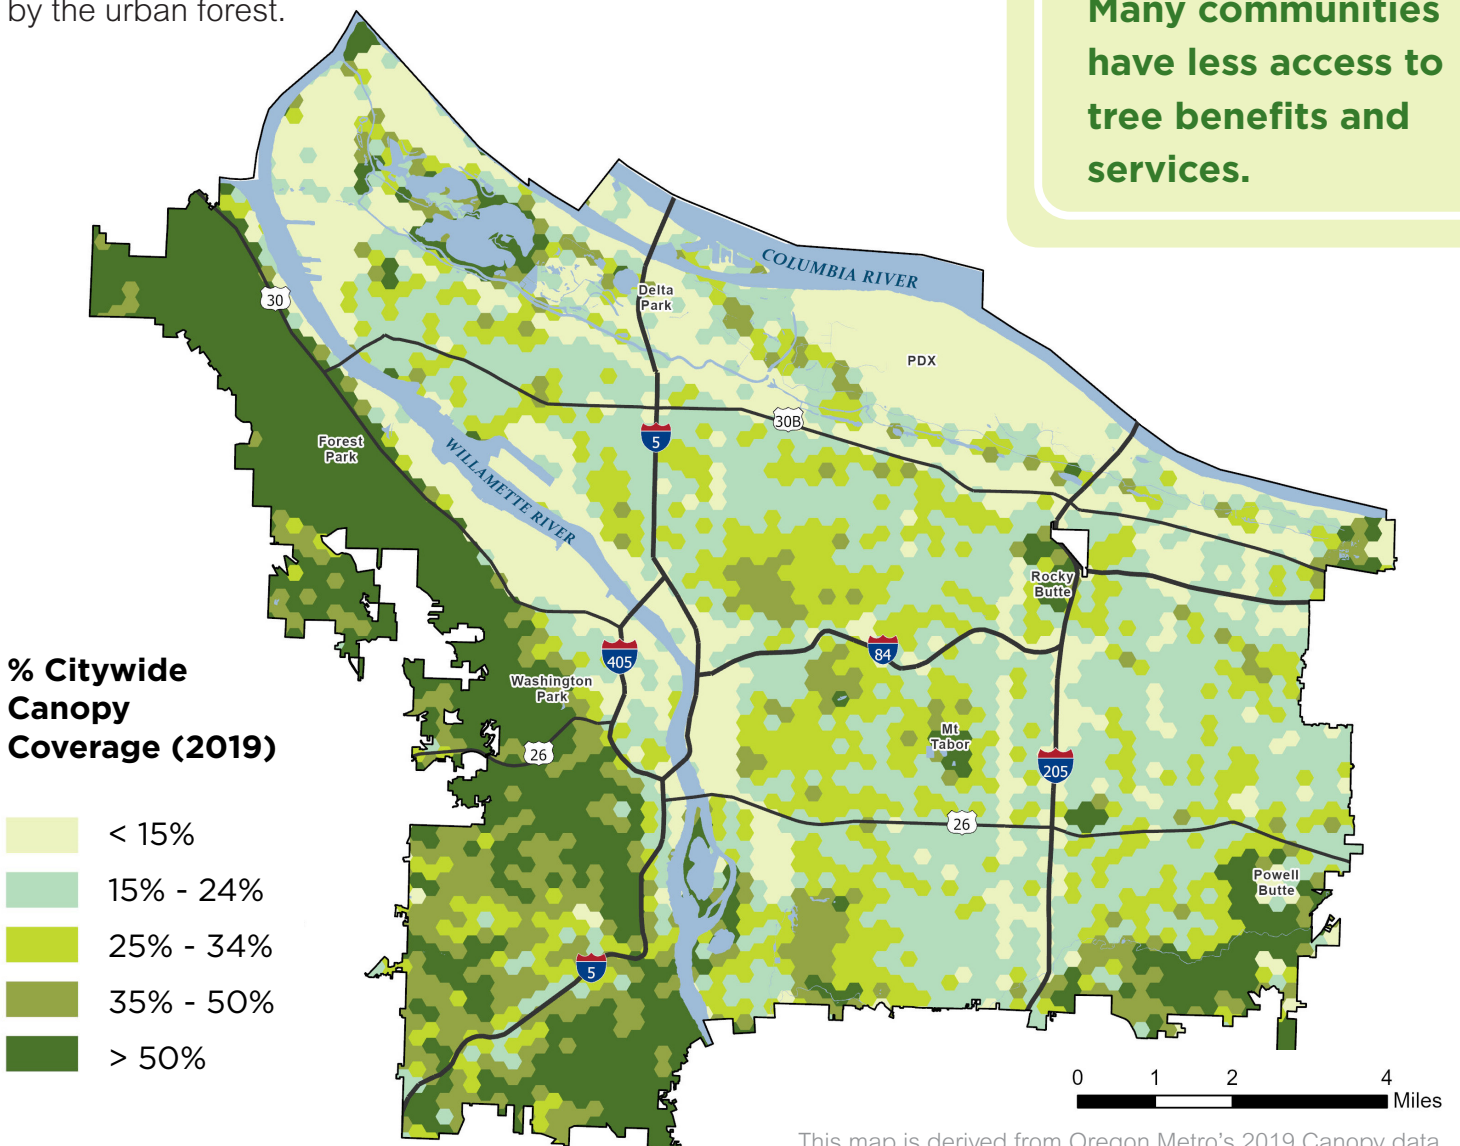 by the urban forest.
Many communities
have less access to
tree benefits and
services.
COLUMBIA RIVER
Delta
Park
30
PDX
30B
5
Forest
Park
WILLAMETTE RIVER
Rocky
Butte
84
405
Washington
Park
26
Mt
Tabor
205
26
Powell
Butte
5
% Citywide
Canopy
Coverage (2019)
< 15%
15% - 24%
25% - 34%
35% - 50%
> 50%
0 1 2 4
Miles
This map is derived from Oregon Metro's 2019 Canopy data